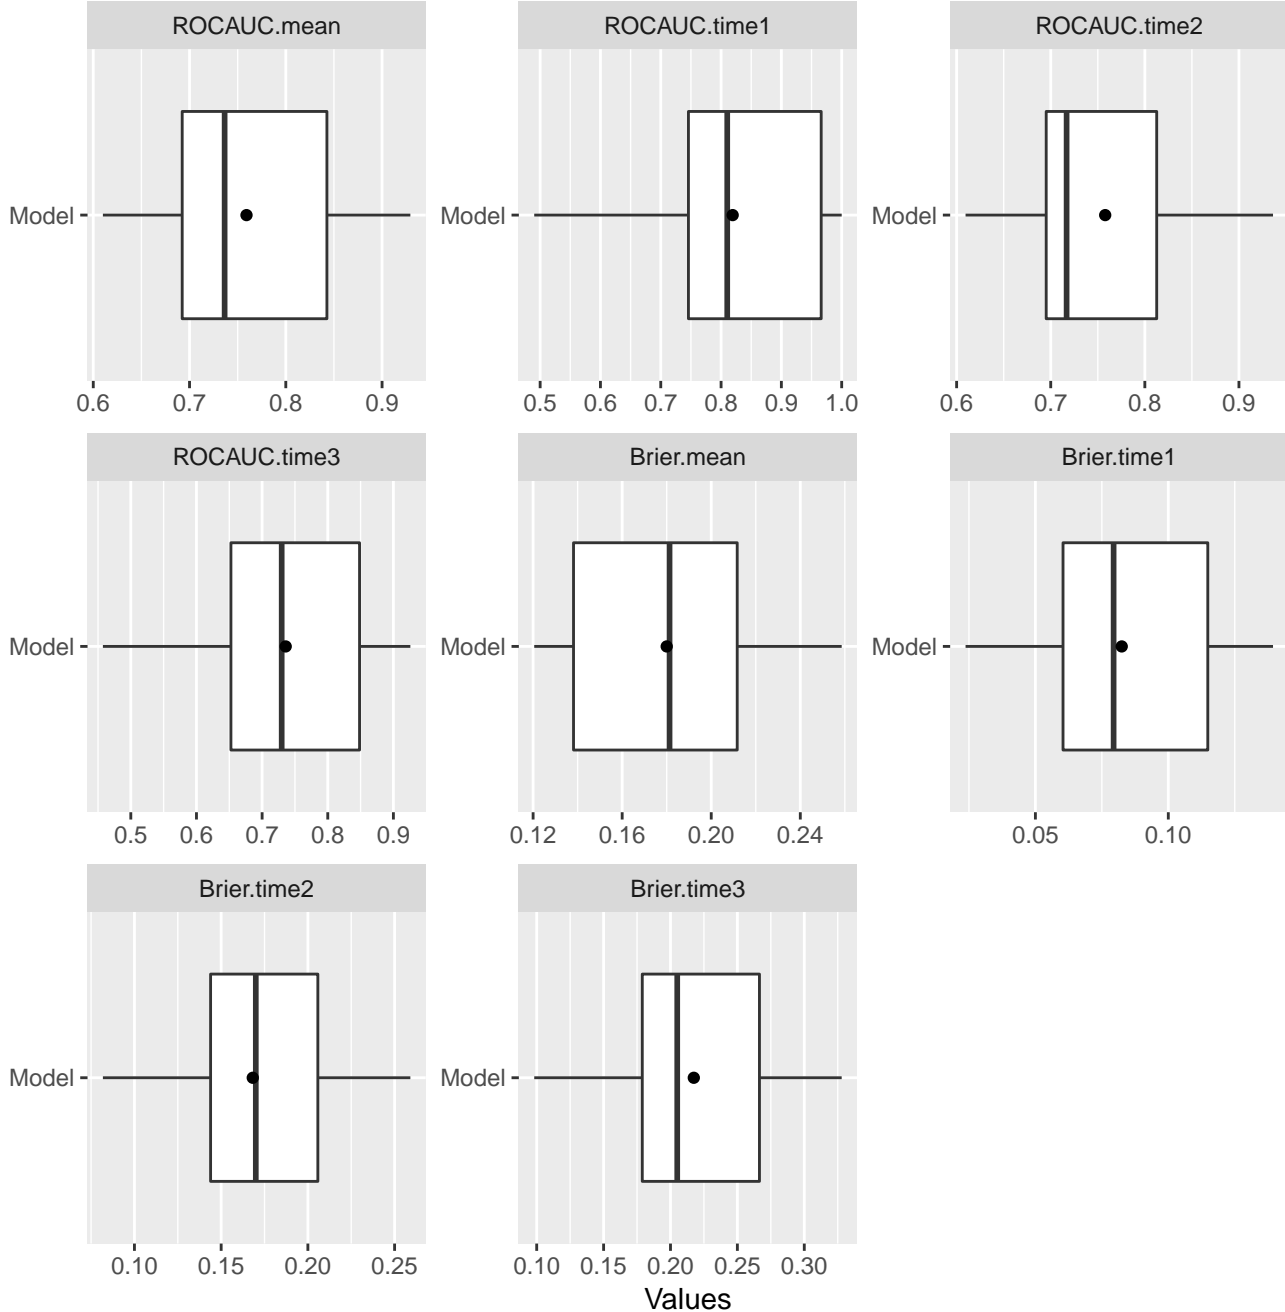 ROCAUC.mean
ROCAUC.time1
ROCAUC.time2
Model
Model
Model
0.6 0.7 0.8 0.9
0.5 0.6 0.7 0.8 0.9 1.0
0.6 0.7 0.8 0.9
ROCAUC.time3
Brier.mean
Brier.time1
Model
Model
Model
0.5 0.6 0.7 0.8 0.9
0.12 0.16 0.20 0.24
0.05 0.10
Brier.time2
Brier.time3
Model
Model
0.10 0.15 0.20 0.25
0.10 0.15 0.20 0.25 0.30
Values